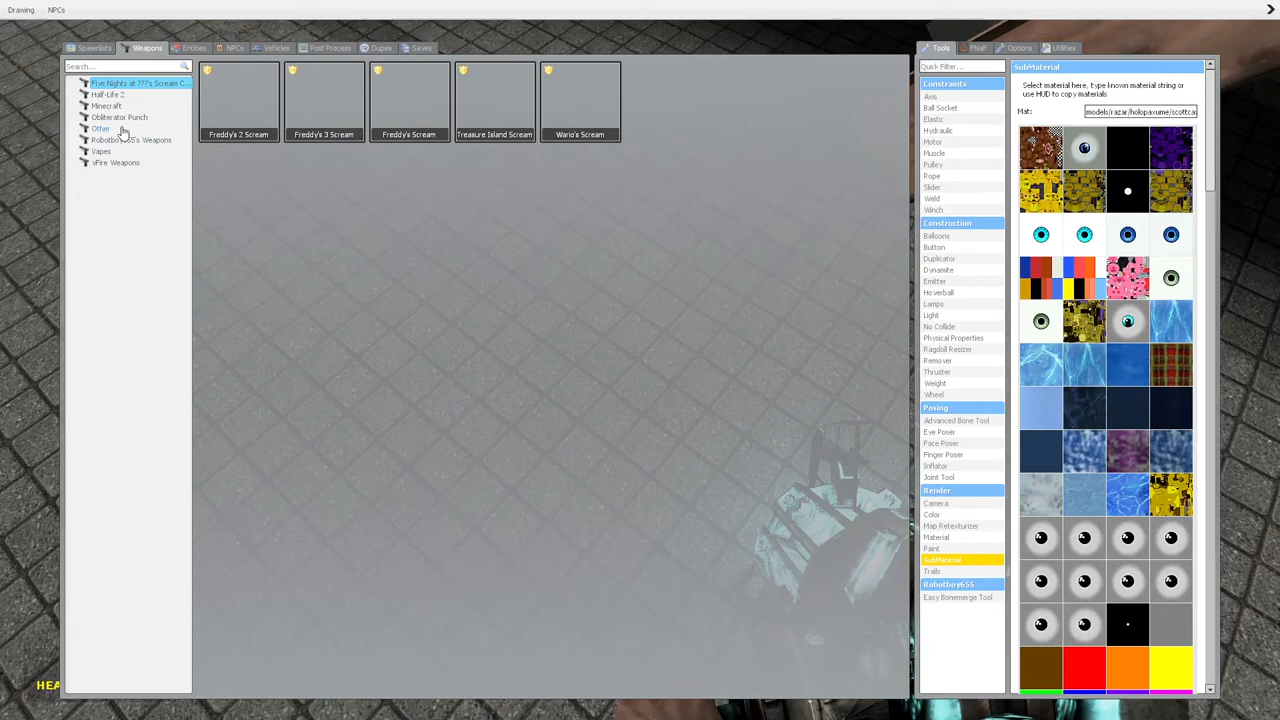 Drawing NPCs
Spawnlists Weapons Entities NPCs Vehicles Post Process Dupes Saves
Search...
Five Nights at ???'s Scream C...
Half-Life 2
Minecraft
Obliterator Punch
Other
Robotboy655's Weapons
Vapes
vFire Weapons
Freddy's 2 Scream
Freddy's 3 Scream
Freddy's Scream
Treasure Island Scream
Wario's Scream
Tools FNaF Options Utilities
Quick Filter...
Constraints
Axis
Ball Socket
Elastic
Hydraulic
Motor
Muscle
Pulley
Rope
Slider
Weld
Winch
Construction
Balloons
Button
Duplicator
Dynamite
Emitter
Hoverball
Lamps
Light
No Collide
Physical Properties
Ragdoll Resizer
Remover
Thruster
Weight
Wheel
Posing
Advanced Bone Tool
Eye Poser
Face Poser
Finger Poser
Inflator
Joint Tool
Render
Camera
Color
Map Retexturizer
Material
Paint
SubMaterial
Trails
Robotboy655
Easy Bonemerge Tool
SubMaterial
Select material here, type known material string or
use HUD to copy materials
Mat: models/razar/holopaxume/scottca
HEA